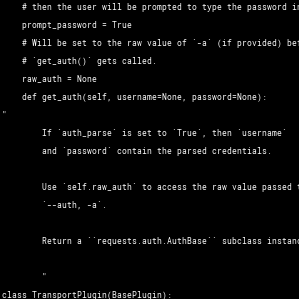 # then the user will be prompted to type the password in
prompt_password = True
# Will be set to the raw value of `-a` (if provided) bef
# `get_auth()` gets called.
raw_auth = None
def get_auth(self, username=None, password=None):
"
If `auth_parse` is set to `True`, then `username`
and `password` contain the parsed credentials.
Use `self.raw_auth` to access the raw value passed t
`--auth, -a`.
Return a ``requests.auth.AuthBase`` subclass instanc
"
class TransportPlugin(BasePlugin):